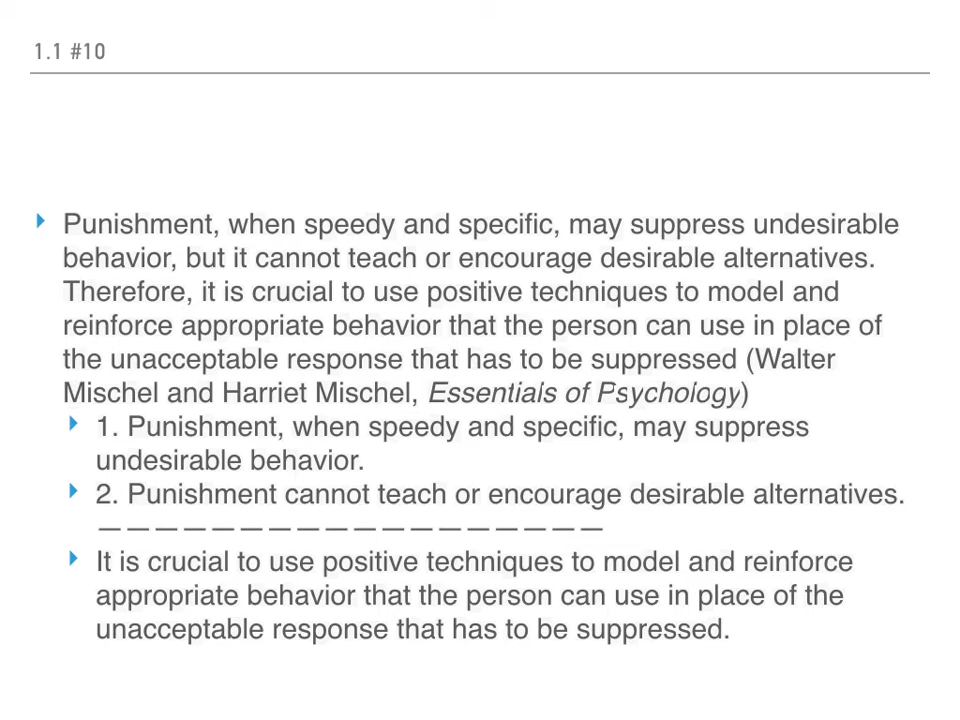 1.1 #10
Punishment, when speedy and specific, may suppress undesirable
behavior, but it cannot teach or encourage desirable alternatives.
Therefore, it is crucial to use positive techniques to model and
reinforce appropriate behavior that the person can use in place of
the unacceptable response that has to be suppressed (Walter
Mischel and Harriet Mischel, Essentials of Psychology)
1. Punishment, when speedy and specific, may suppress
undesirable behavior.
2. Punishment cannot teach or encourage desirable alternatives.
——————————————————
It is crucial to use positive techniques to model and reinforce
appropriate behavior that the person can use in place of the
unacceptable response that has to be suppressed.